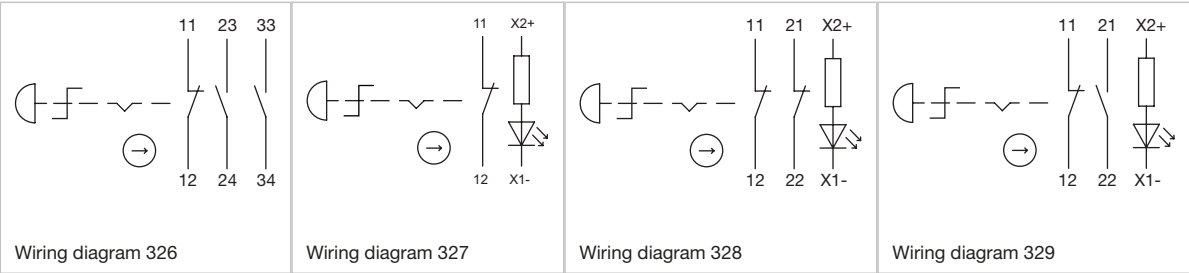 11 23 33
12 24 34
Wiring diagram 326
11 X2+
12 X1-
Wiring diagram 327
11 21 X2+
12 22 X1-
Wiring diagram 328
11 21 X2+
12 22 X1-
Wiring diagram 329